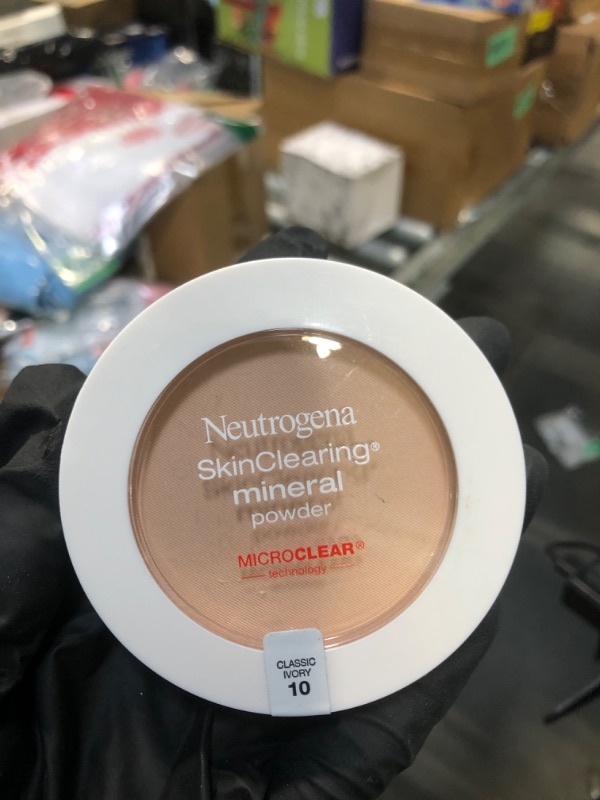 Neutrogena
SkinClearing®
mineral
powder
MICROCLEAR®
technology
CLASSIC
IVORY
10